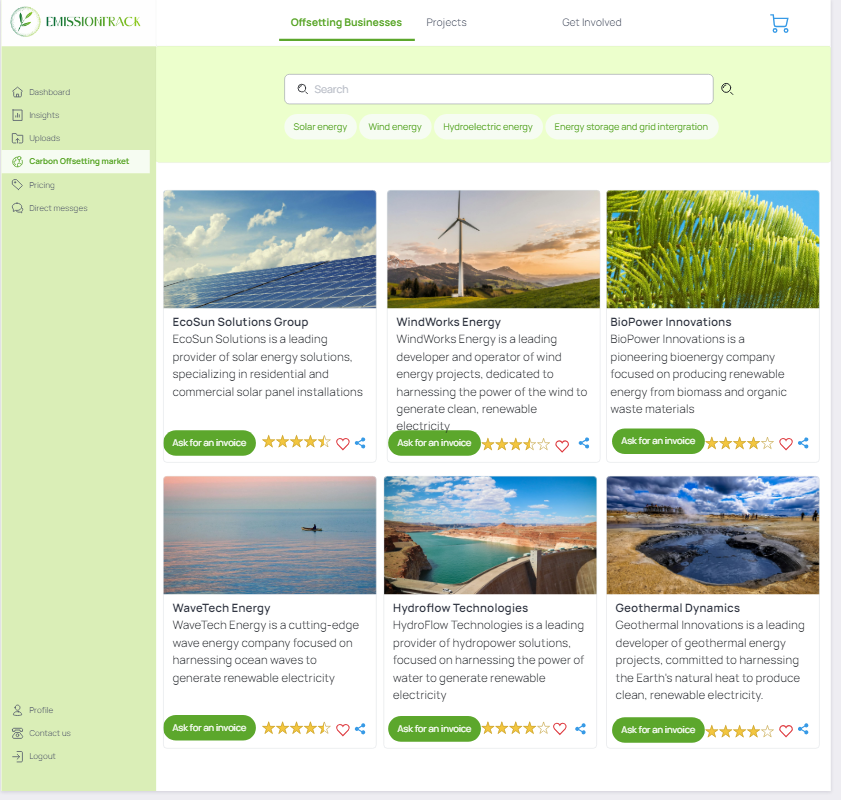 EMISSIONTRACK
Offsetting Businesses
Projects
Get Involved
Search
Solar energy
Wind energy
Hydroelectric energy
Energy storage and grid intergration
Dashboard
Insights
Uploads
Carbon Offsetting market
Pricing
Direct messges
EcoSun Solutions Group
EcoSun Solutions is a leading
provider of solar energy solutions,
specializing in residential and
commercial solar panel installations
Ask for an invoice
WindWorks Energy
WindWorks Energy is a leading
developer and operator of wind
energy projects, dedicated to
harnessing the power of the wind to
generate clean, renewable
electricity
Ask for an invoice
BioPower Innovations
BioPower Innovations is a
pioneering bioenergy company
focused on producing renewable
energy from biomass and organic
waste materials
Ask for an invoice
WaveTech Energy
WaveTech Energy is a cutting-edge
wave energy company focused on
harnessing ocean waves to
generate renewable electricity
Ask for an invoice
Hydroflow Technologies
HydroFlow Technologies is a leading
provider of hydropower solutions,
focused on harnessing the power of
water to generate renewable
electricity
Ask for an invoice
Geothermal Dynamics
Geothermal Innovations is a leading
developer of geothermal energy
projects, committed to harnessing
the Earth's natural heat to produce
clean, renewable electricity.
Ask for an invoice
Profile
Contact us
Logout